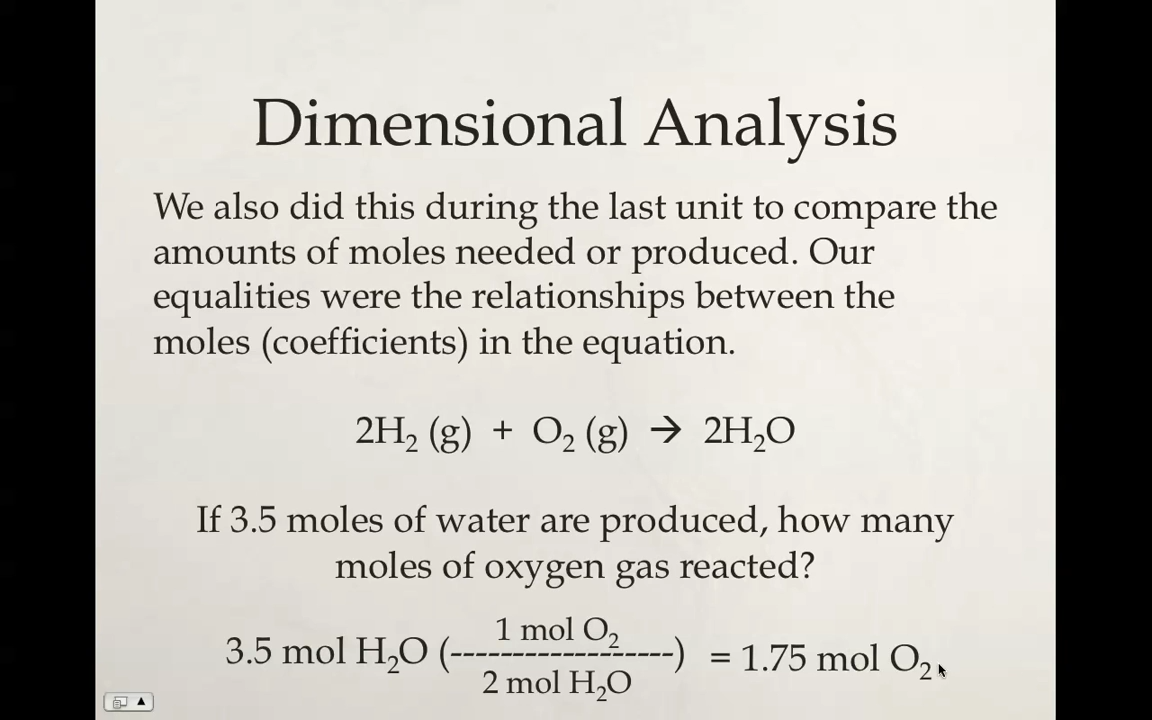 Dimensional Analysis
We also did this during the last unit to compare the
amounts of moles needed or produced. Our
equalities were the relationships between the
moles (coefficients) in the equation.
2H₂ (g) + O₂ (g) → 2H₂O
If 3.5 moles of water are produced, how many
moles of oxygen gas reacted?
1 mol O₂
3.5 mol H₂O (------------------) = 1.75 mol O₂
2 mol H₂O